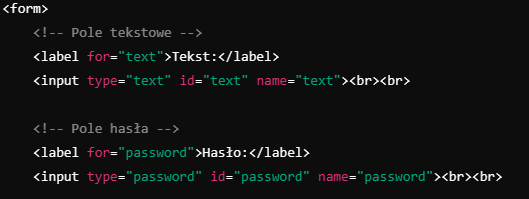 <form>
<!-- Pole tekstowe -->
<label for="text">Tekst:</label>
<input type="text" id="text" name="text"><br><br>
<!-- Pole hasła -->
<label for="password">Hasło:</label>
<input type="password" id="password" name="password"><br><br>